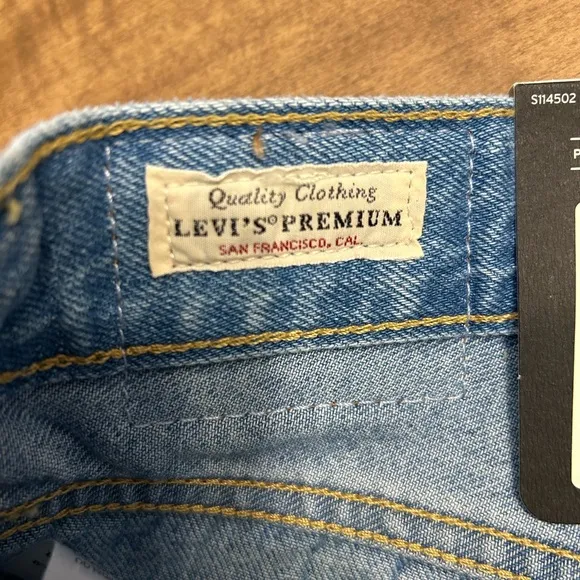 Quality Clothing
LEVI'S® PREMIUM
SAN FRANCISCO, CAL.
S114502
P